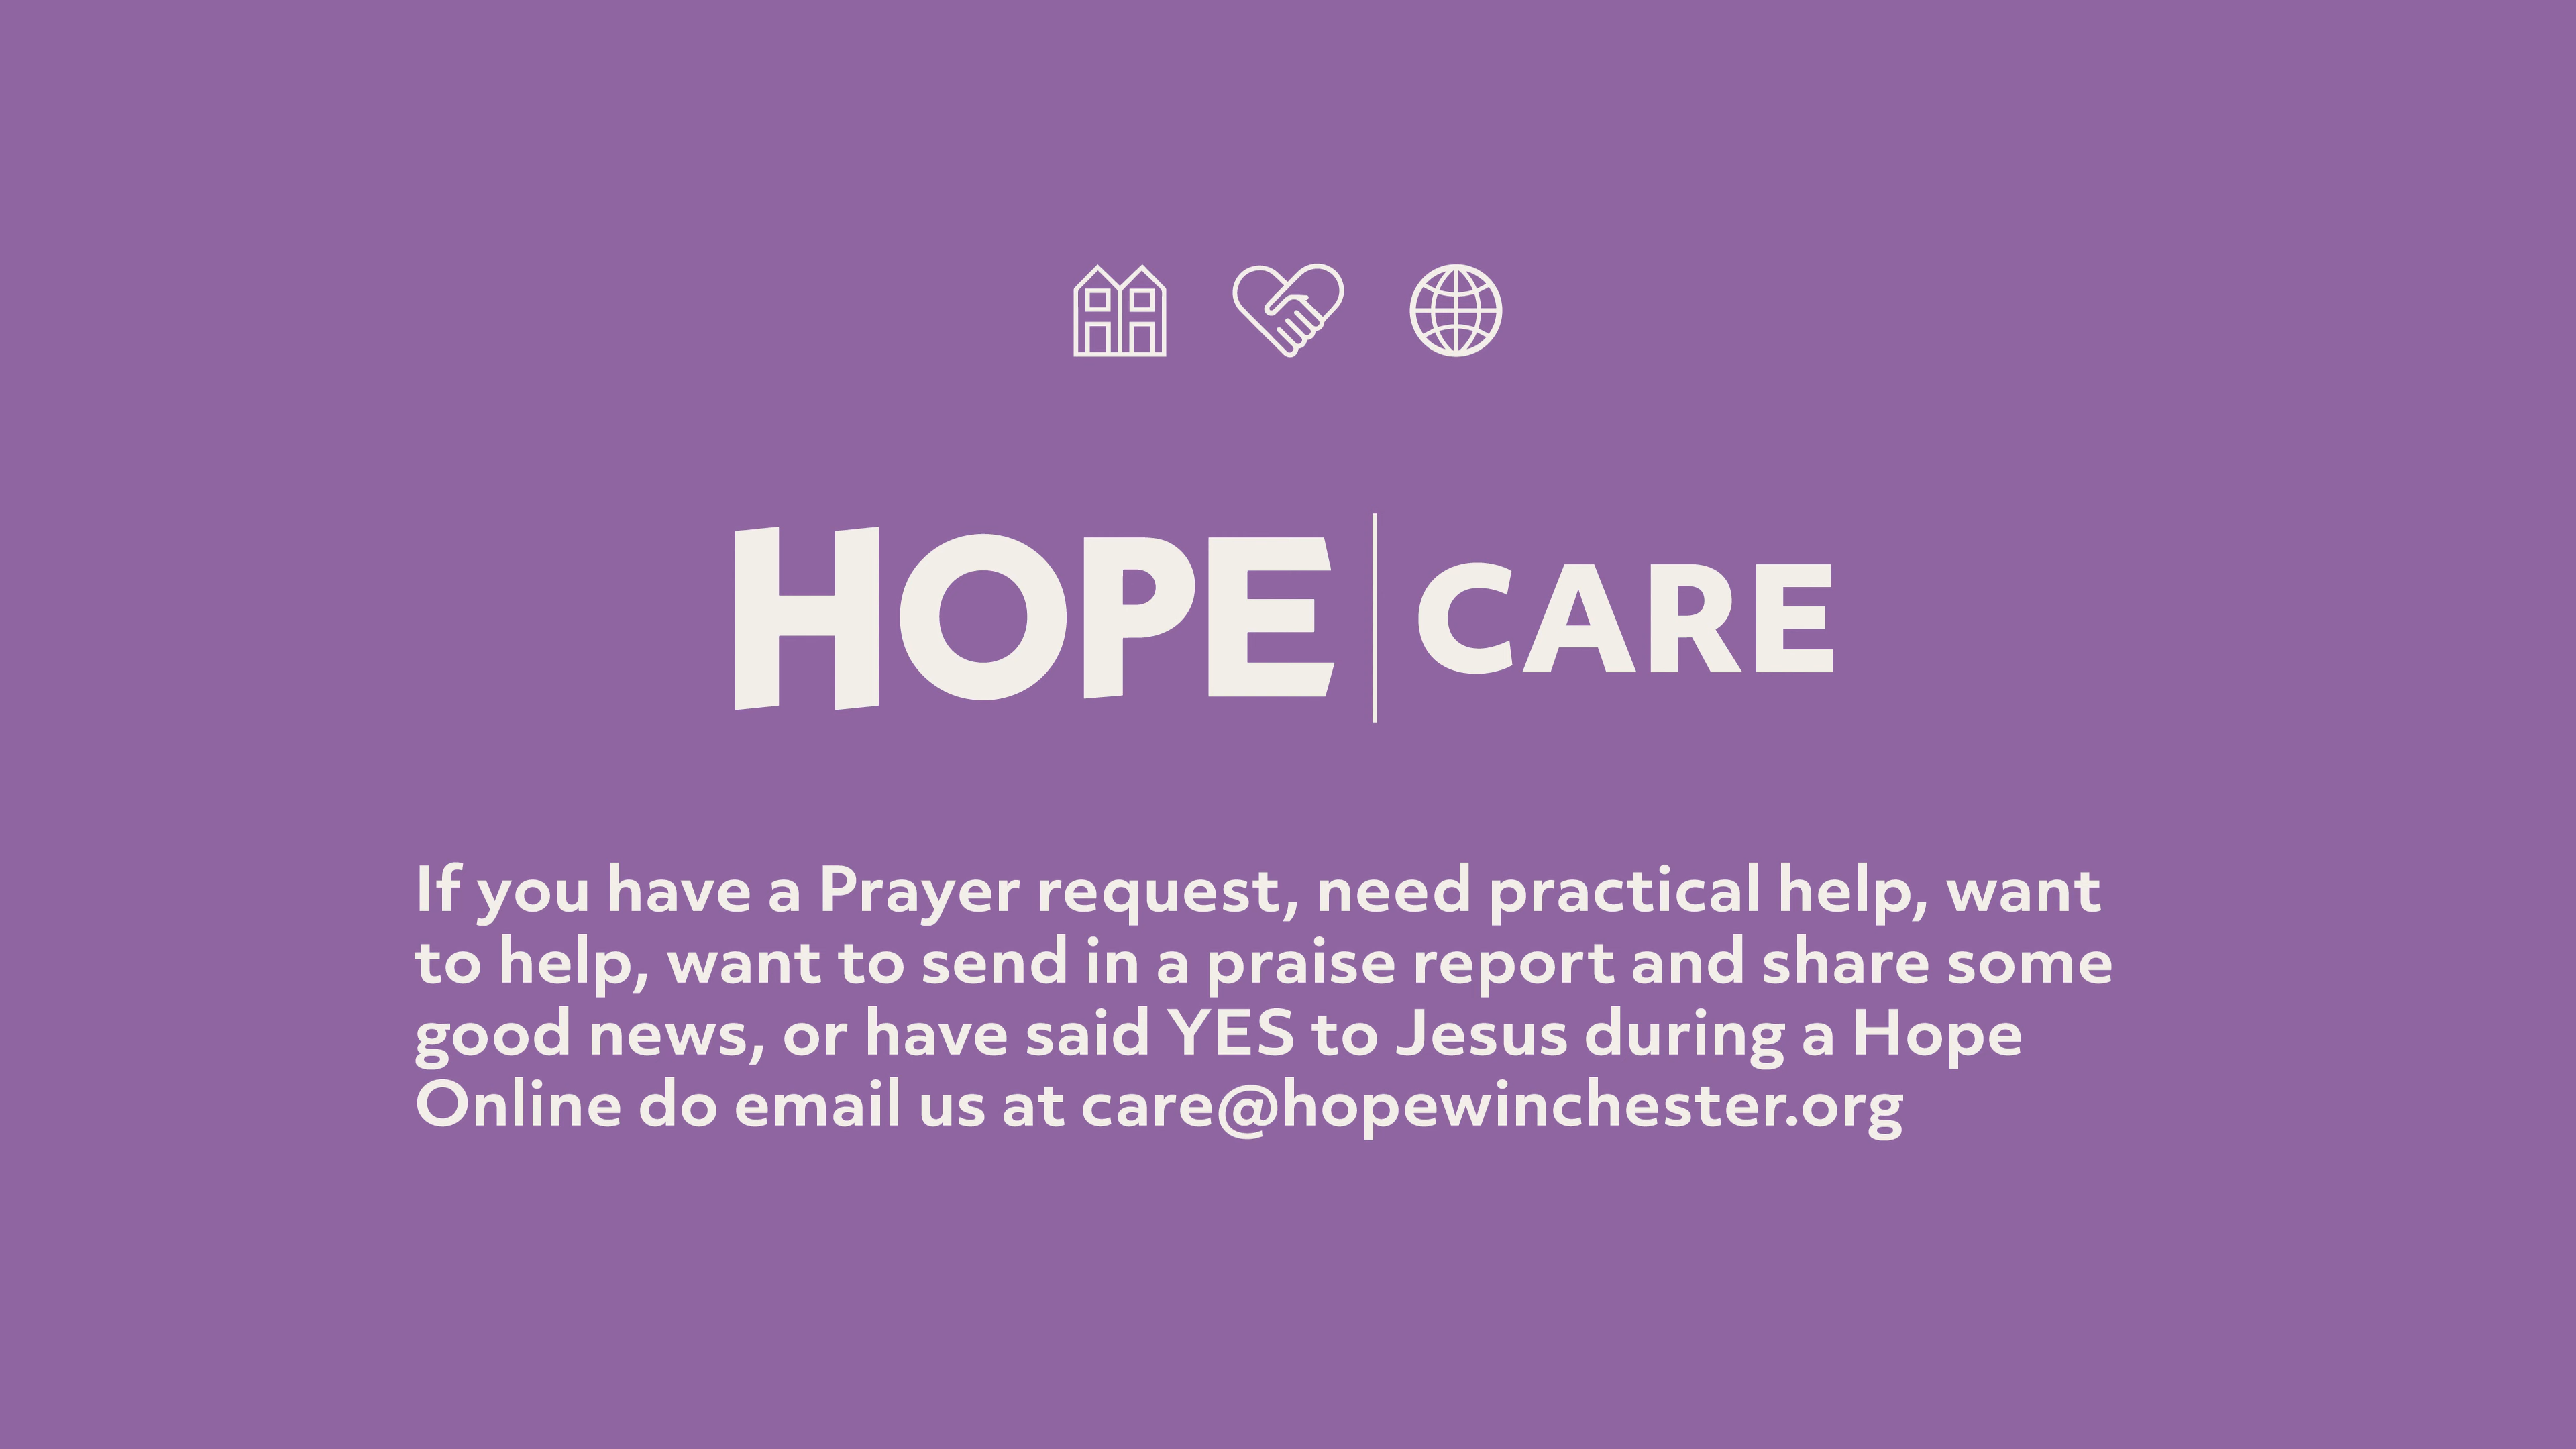 HOPE | CARE
If you have a Prayer request, need practical help, want
to help, want to send in a praise report and share some
good news, or have said YES to Jesus during a Hope
Online do email us at care@hopewinchester.org